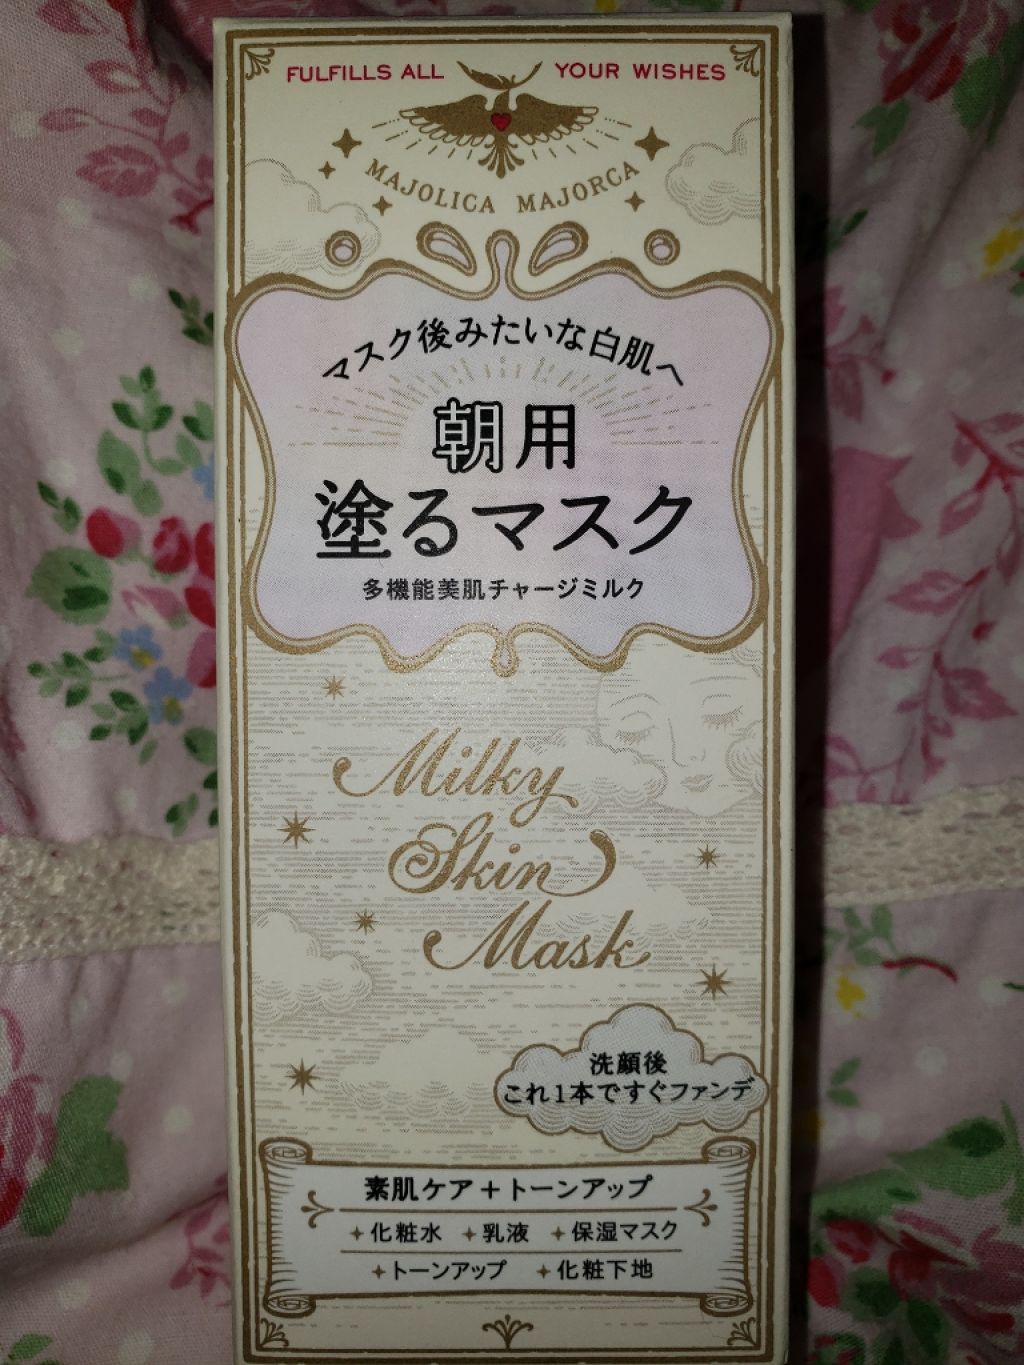 FULFILLS ALL YOUR WISHES
MAJOLICA MAJORCA
マスク後みたいな白肌へ
朝用
塗るマスク
多機能美肌チャージミルク
Milky
Skin
Mask
洗顔後
これ1本ですぐファンデ
素肌ケア+トーンアップ
化粧水 乳液 保湿マスク
トーンアップ 化粧下地